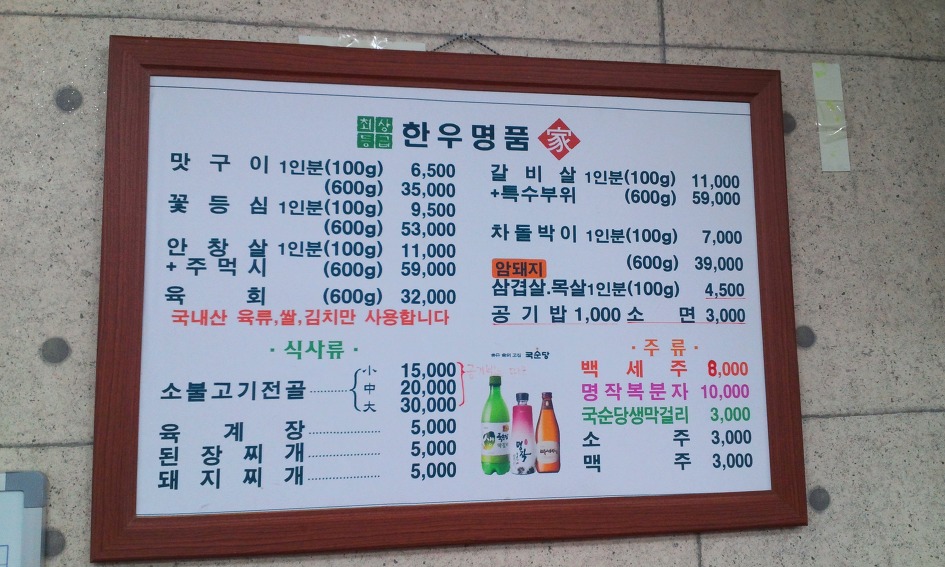 최상등급 한우명품 家
맛 구 이 1인분(100g) 6,500
(600g) 35,000
꽃 등 심 1인분(100g) 9,500
(600g) 53,000
안 창 살 1인분(100g) 11,000
+ 주 먹 시 (600g) 59,000
육 회 (600g) 32,000
국내산 육류,쌀,김치만 사용합니다
갈 비 살 1인분(100g) 11,000
+특수부위 (600g) 59,000
차돌박이 1인분(100g) 7,000
(600g) 39,000
암돼지
삼겹살.목살1인분(100g) 4,500
공 기 밥 1,000 소 면 3,000
· 식사류 ·
소불고기전골 小 15,000
中 20,000
大 30,000
육 계 장 5,000
된 장 찌 개 5,000
돼 지 찌 개 5,000
국순당
· 주 류 ·
백 세 주 8,000
명작복분자 10,000
국순당생막걸리 3,000
소 주 3,000
맥 주 3,000